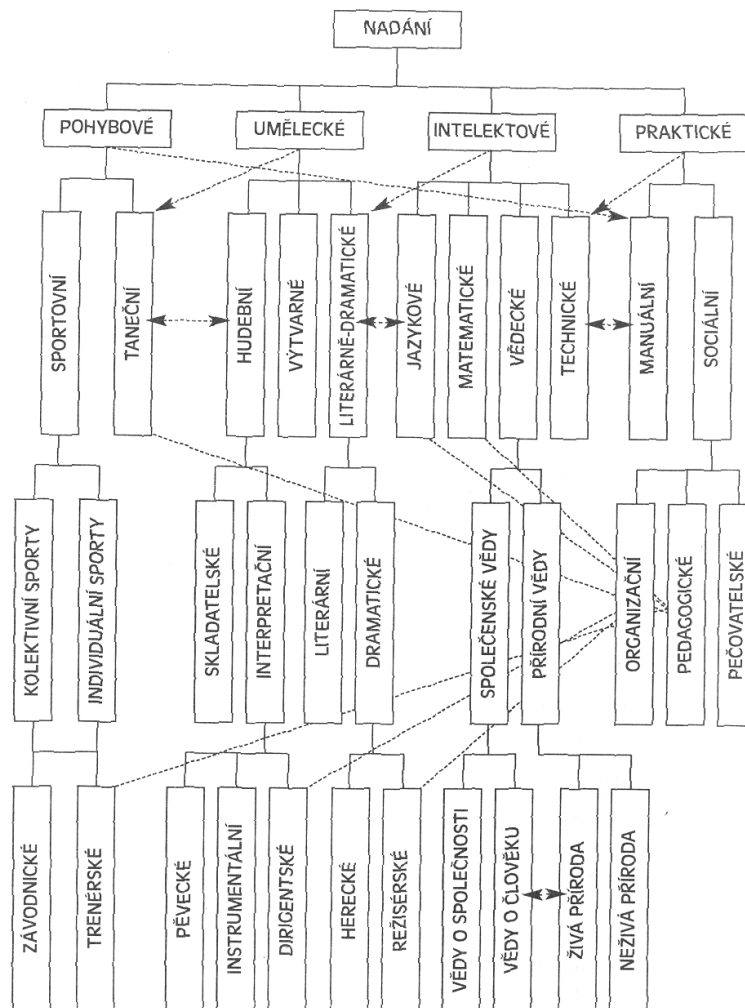 NADÁNÍ
POHYBOVÉ
UMĚLECKÉ
INTELEKTOVÉ
PRAKTICKÉ
SPORTOVNÍ
TANEČNÍ
HUDEBNÍ
VÝTVARNÉ
LITERÁRNĚ-DRAMATICKÉ
JAZYKOVÉ
MATEMATICKÉ
VĚDECKÉ
TECHNICKÉ
MANUÁLNÍ
SOCIÁLNÍ
KOLEKTIVNÍ SPORTY
INDIVIDUÁLNÍ SPORTY
SKLADATELSKÉ
INTERPRETAČNÍ
LITERÁRNÍ
DRAMATICKÉ
SPOLEČENSKÉ VĚDY
PŘÍRODNÍ VĚDY
ORGANIZAČNÍ
PEDAGOGICKÉ
PEČOVATELSKÉ
ZÁVODNICKÉ
TRENÉRSKÉ
PĚVECKÉ
INSTRUMENTÁLNÍ
DIRIGENTSKÉ
HERECKÉ
REŽISÉRSKÉ
VĚDY O SPOLEČNOSTI
VĚDY O ČLOVĚKU
ŽIVÁ PŘÍRODA
NEŽIVÁ PŘÍRODA